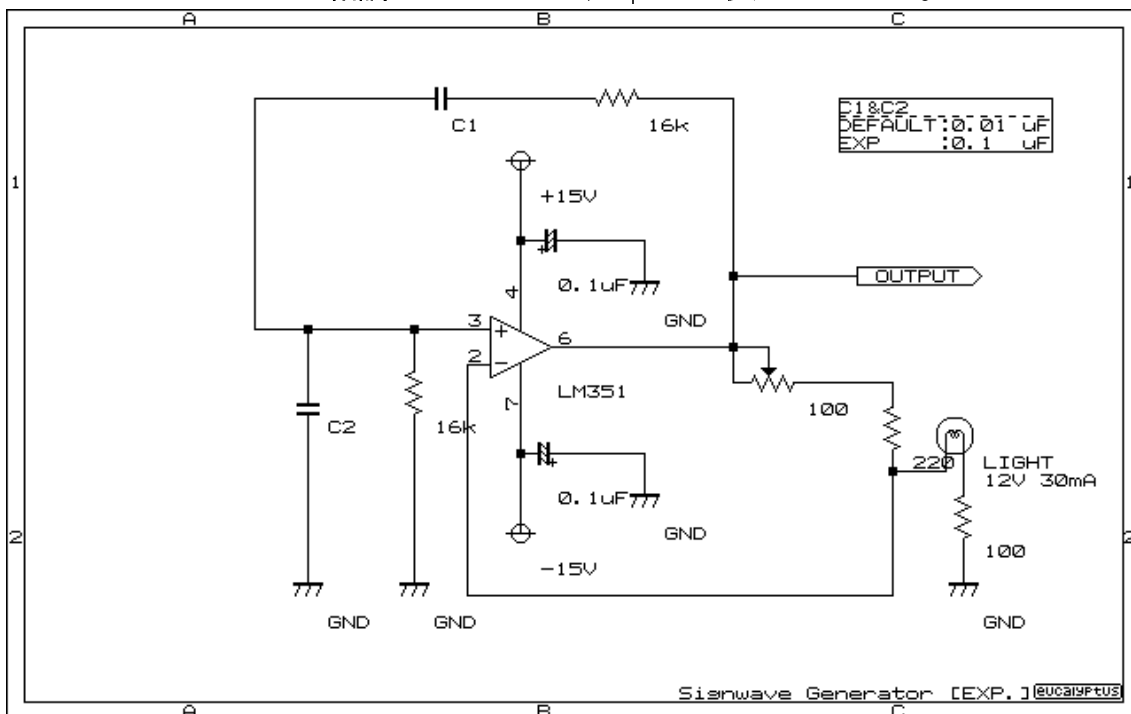 A B C
C1
16k
C1&C2
DEFAULT:0.01 uF
EXP :0.1 uF
1 1
+15V
0.1uF
OUTPUT
4
GND
3
+
6
2
-
LM351
7
100
C2
16k
220
LIGHT
12V 30mA
0.1uF
2 2
GND
100
-15V
GND
GND
GND
Signwave Generator [EXP.]
eucalyptus
A B C